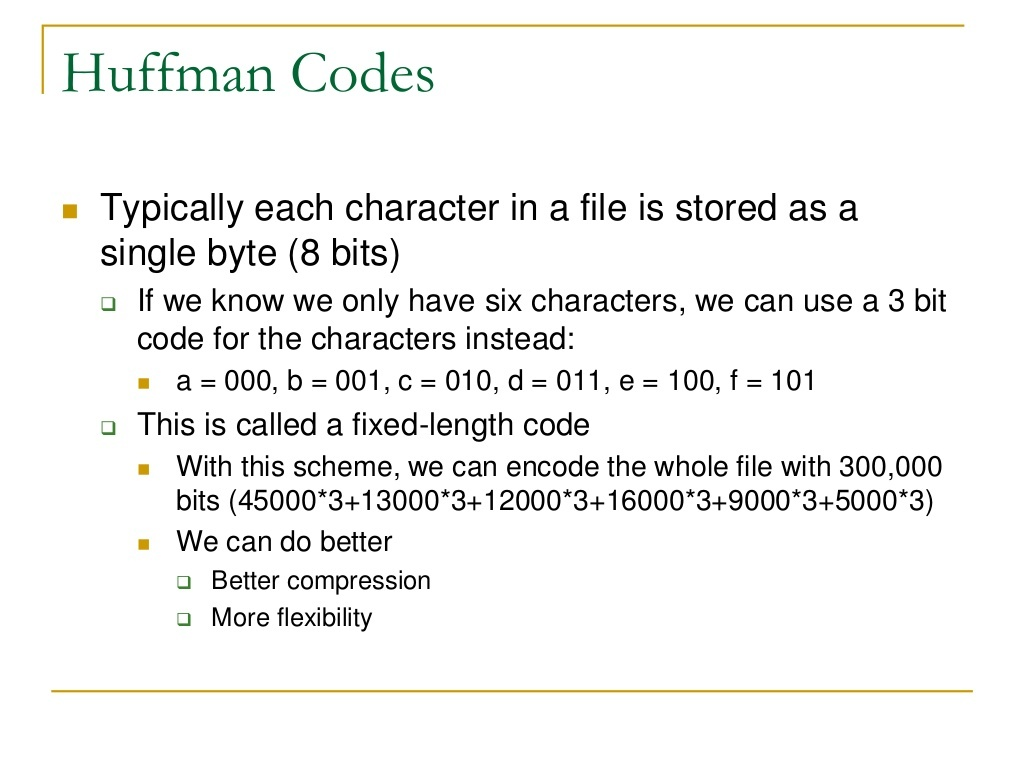 Huffman Codes
Typically each character in a file is stored as a
single byte (8 bits)
If we know we only have six characters, we can use a 3 bit
code for the characters instead:
a = 000, b = 001, c = 010, d = 011, e = 100, f = 101
This is called a fixed-length code
With this scheme, we can encode the whole file with 300,000
bits (45000*3+13000*3+12000*3+16000*3+9000*3+5000*3)
We can do better
Better compression
More flexibility